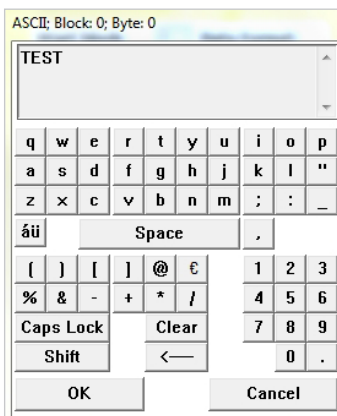 ASCII; Block: 0; Byte: 0
TEST
q w e r t y u i o p
a s d f g h j k l "
z x c v b n m ; : _
áü Space ,
( ) [ ] @ € 1 2 3
% & - + * / 4 5 6
Caps Lock Clear 7 8 9
Shift <— 0 .
OK Cancel